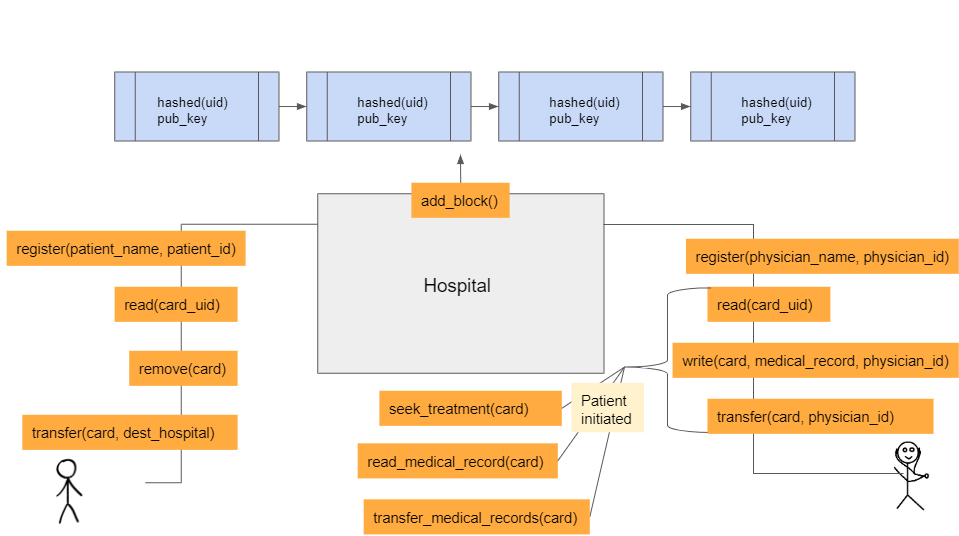 hashed(uid)
pub_key
hashed(uid)
pub_key
hashed(uid)
pub_key
hashed(uid)
pub_key
add_block()
Hospital
register(patient_name, patient_id)
read(card_uid)
remove(card)
transfer(card, dest_hospital)
register(physician_name, physician_id)
read(card_uid)
write(card, medical_record, physician_id)
transfer(card, physician_id)
Patient
initiated
seek_treatment(card)
read_medical_record(card)
transfer_medical_records(card)